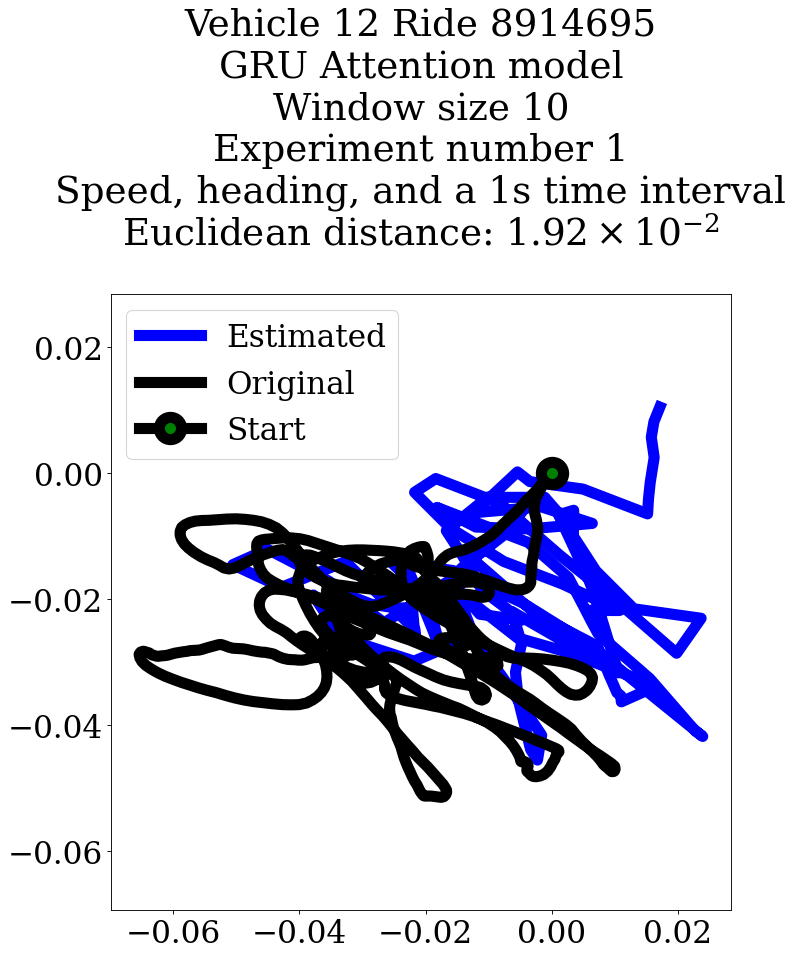 Vehicle 12 Ride 8914695
GRU Attention model
Window size 10
Experiment number 1
Speed, heading, and a 1s time interval
Euclidean distance: 1.92 × 10⁻²
Estimated
Original
Start
0.02
0.00
−0.02
−0.04
−0.06
−0.06 −0.04 −0.02 0.00 0.02